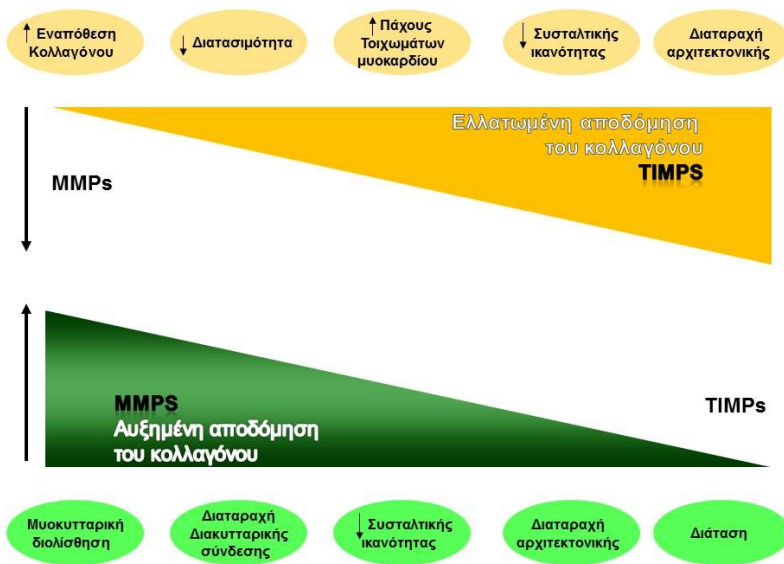 ↑ Εναπόθεση
Κολλαγόνου
↓ Διατασιμότητα
↑ Πάχους
Τοιχωμάτων
μυοκαρδίου
↓ Συσταλτικής
ικανότητας
Διαταραχή
αρχιτεκτονικής
Ελλατωμένη αποδόμηση
του κολλαγόνου
TIMPS
MMPs
MMPS
Αυξημένη αποδόμηση
του κολλαγόνου
TIMPs
Μυοκυτταρική
διολίσθηση
Διαταραχή
Διακυτταρικής
σύνδεσης
↓ Συσταλτικής
ικανότητας
Διαταραχή
αρχιτεκτονικής
Διάταση